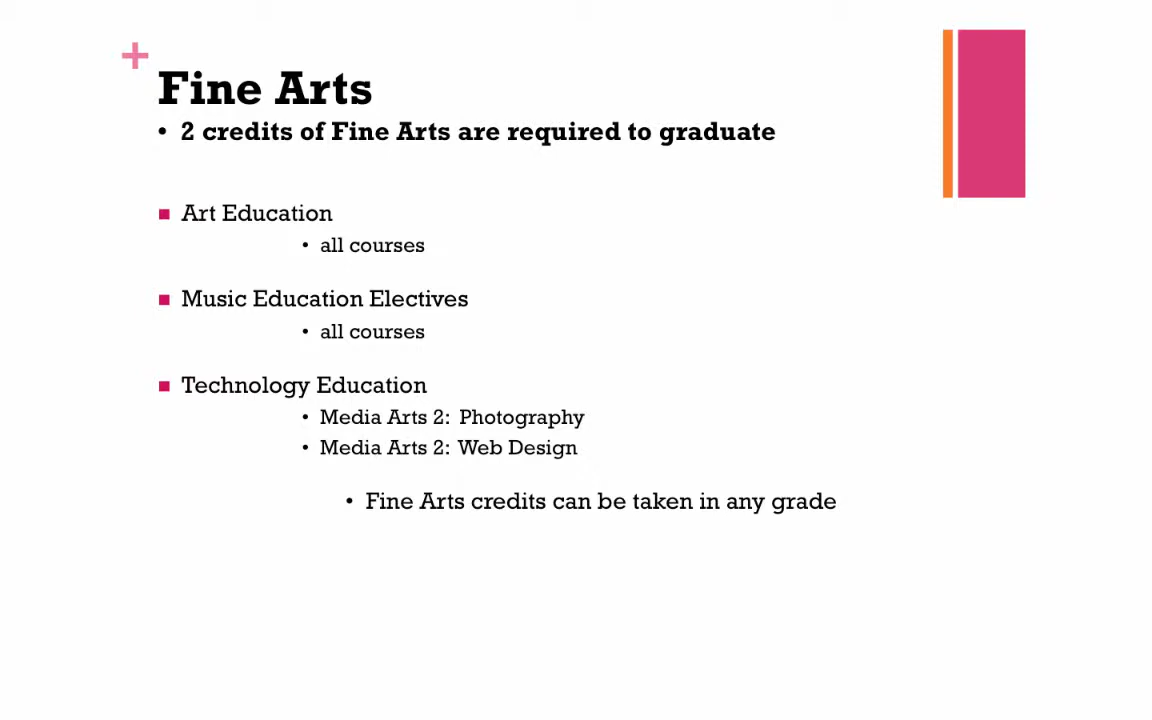 +
Fine Arts
• 2 credits of Fine Arts are required to graduate
■ Art Education
• all courses
■ Music Education Electives
• all courses
■ Technology Education
• Media Arts 2: Photography
• Media Arts 2: Web Design
• Fine Arts credits can be taken in any grade